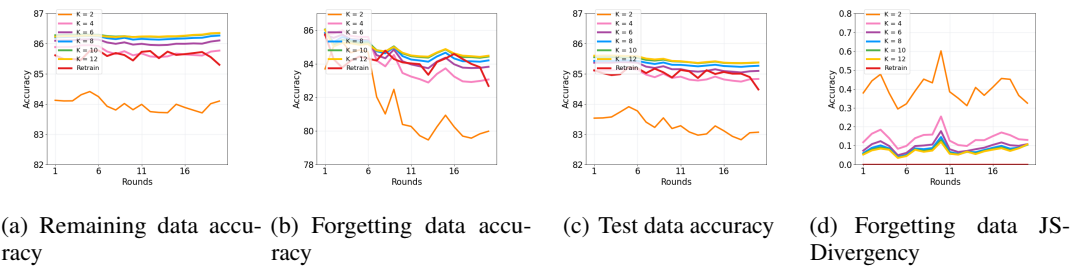 K = 2
K = 4
K = 6
K = 8
K = 10
K = 12
Retrain
87
86
85
84
83
82
Accuracy
1 6 11 16
Rounds
K = 2
K = 4
K = 6
K = 8
K = 10
K = 12
Retrain
86
84
82
80
78
Accuracy
1 6 11 16
Rounds
K = 2
K = 4
K = 6
K = 8
K = 10
K = 12
Retrain
87
86
85
84
83
82
Accuracy
1 6 11 16
Rounds
K = 2
K = 4
K = 6
K = 8
K = 10
K = 12
Retrain
0.8
0.7
0.6
0.5
0.4
0.3
0.2
0.1
0.0
Accuracy
1 6 11 16
Rounds
(a) Remaining data accu-
racy
(b) Forgetting data accu-
racy
(c) Test data accuracy
(d) Forgetting data JS-
Divergency